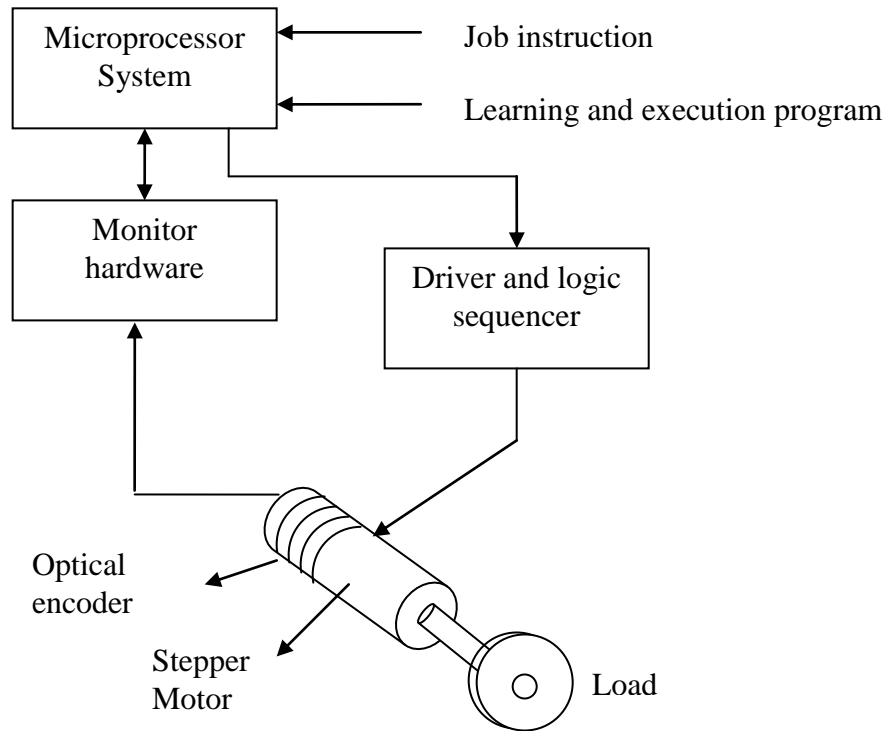 Microprocessor
System
Job instruction
Learning and execution program
Monitor
hardware
Driver and logic
sequencer
Optical
encoder
Stepper
Motor
Load